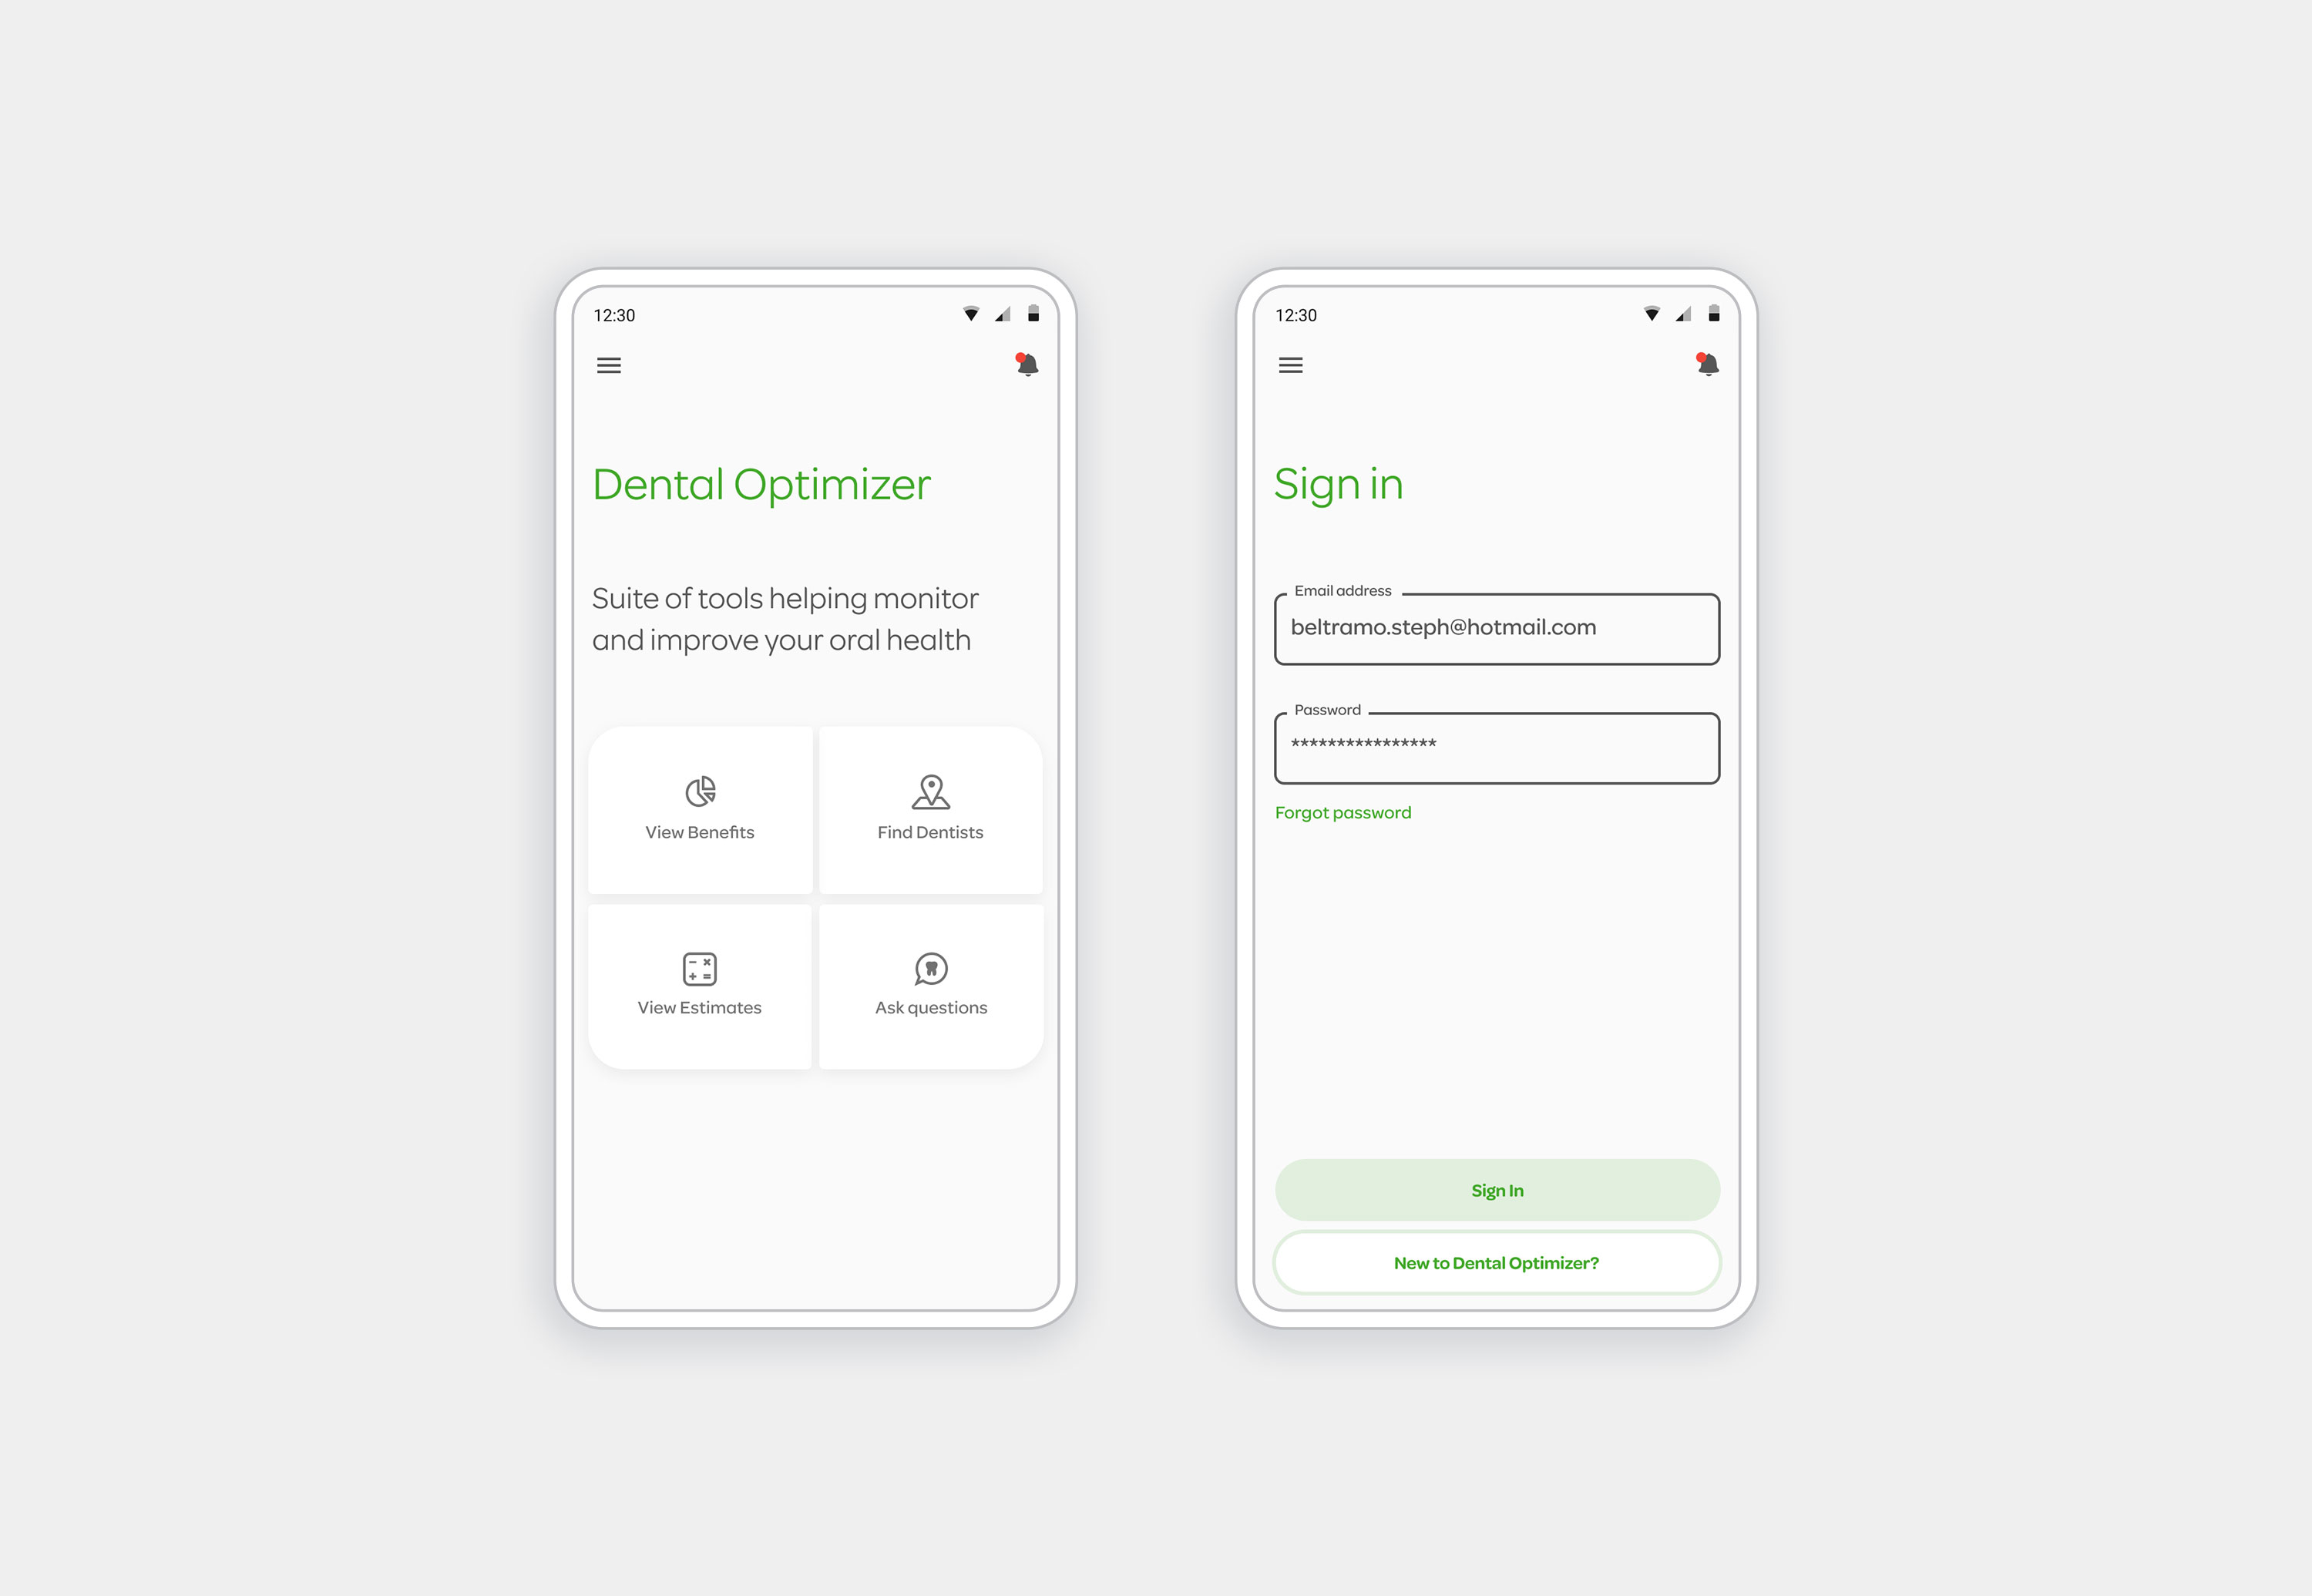 12:30
Dental Optimizer
Suite of tools helping monitor
and improve your oral health
View Benefits
Find Dentists
View Estimates
Ask questions
12:30
Sign in
Email address
beltramo.steph@hotmail.com
Password
****************
Forgot password
Sign In
New to Dental Optimizer?